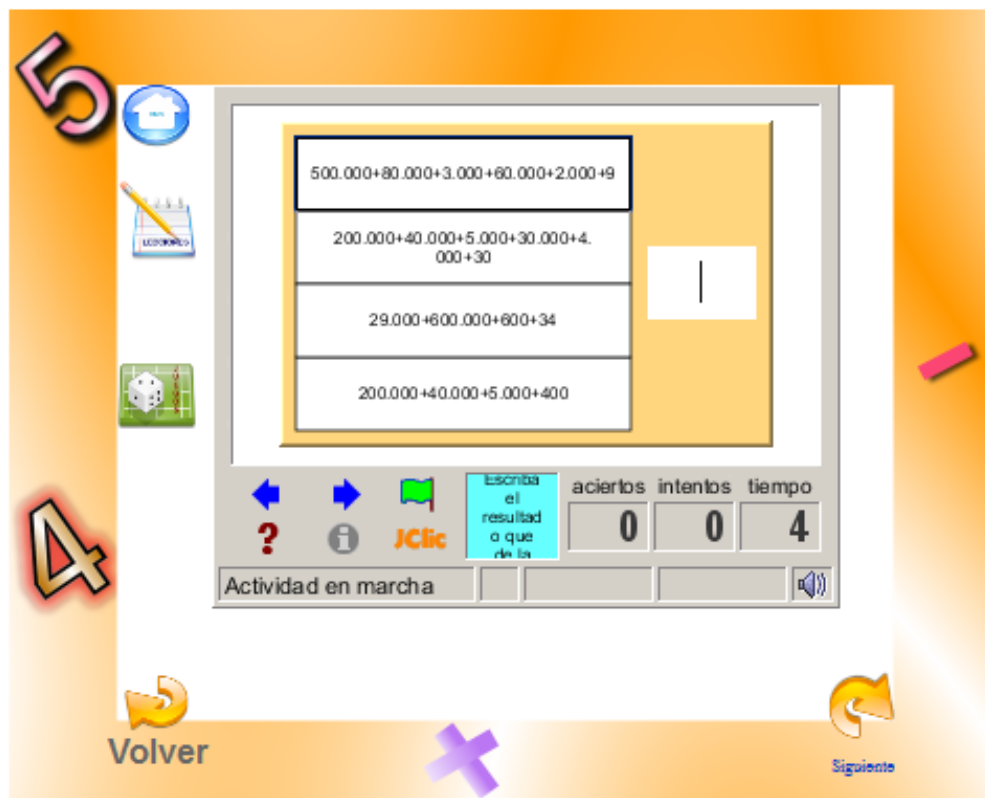 5
LECCIONES
500.000+80.000+3.000+60.000+2.000+9
200.000+40.000+5.000+30.000+4.
000+30
29.000+600.000+600+34
200.000+40.000+5.000+400
4
Escriba
el
resultad
o que
de la
aciertos intentos tiempo
0 0 4
? i JClic
Actividad en marcha
Volver
Siguiente